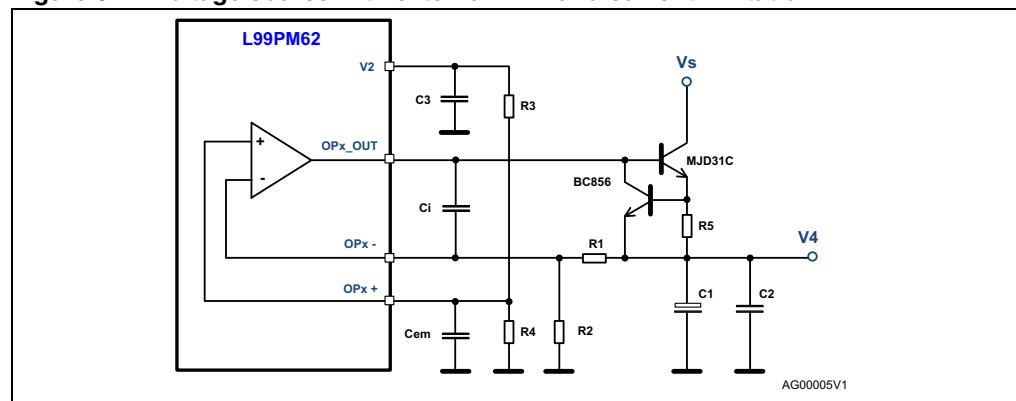 L99PM62
V2
Vs
C3
R3
+
-
OPx_OUT
MJD31C
BC856
Ci
R5
OPx -
R1
V4
OPx +
C1
C2
Cem
R4
R2
AG00005V1